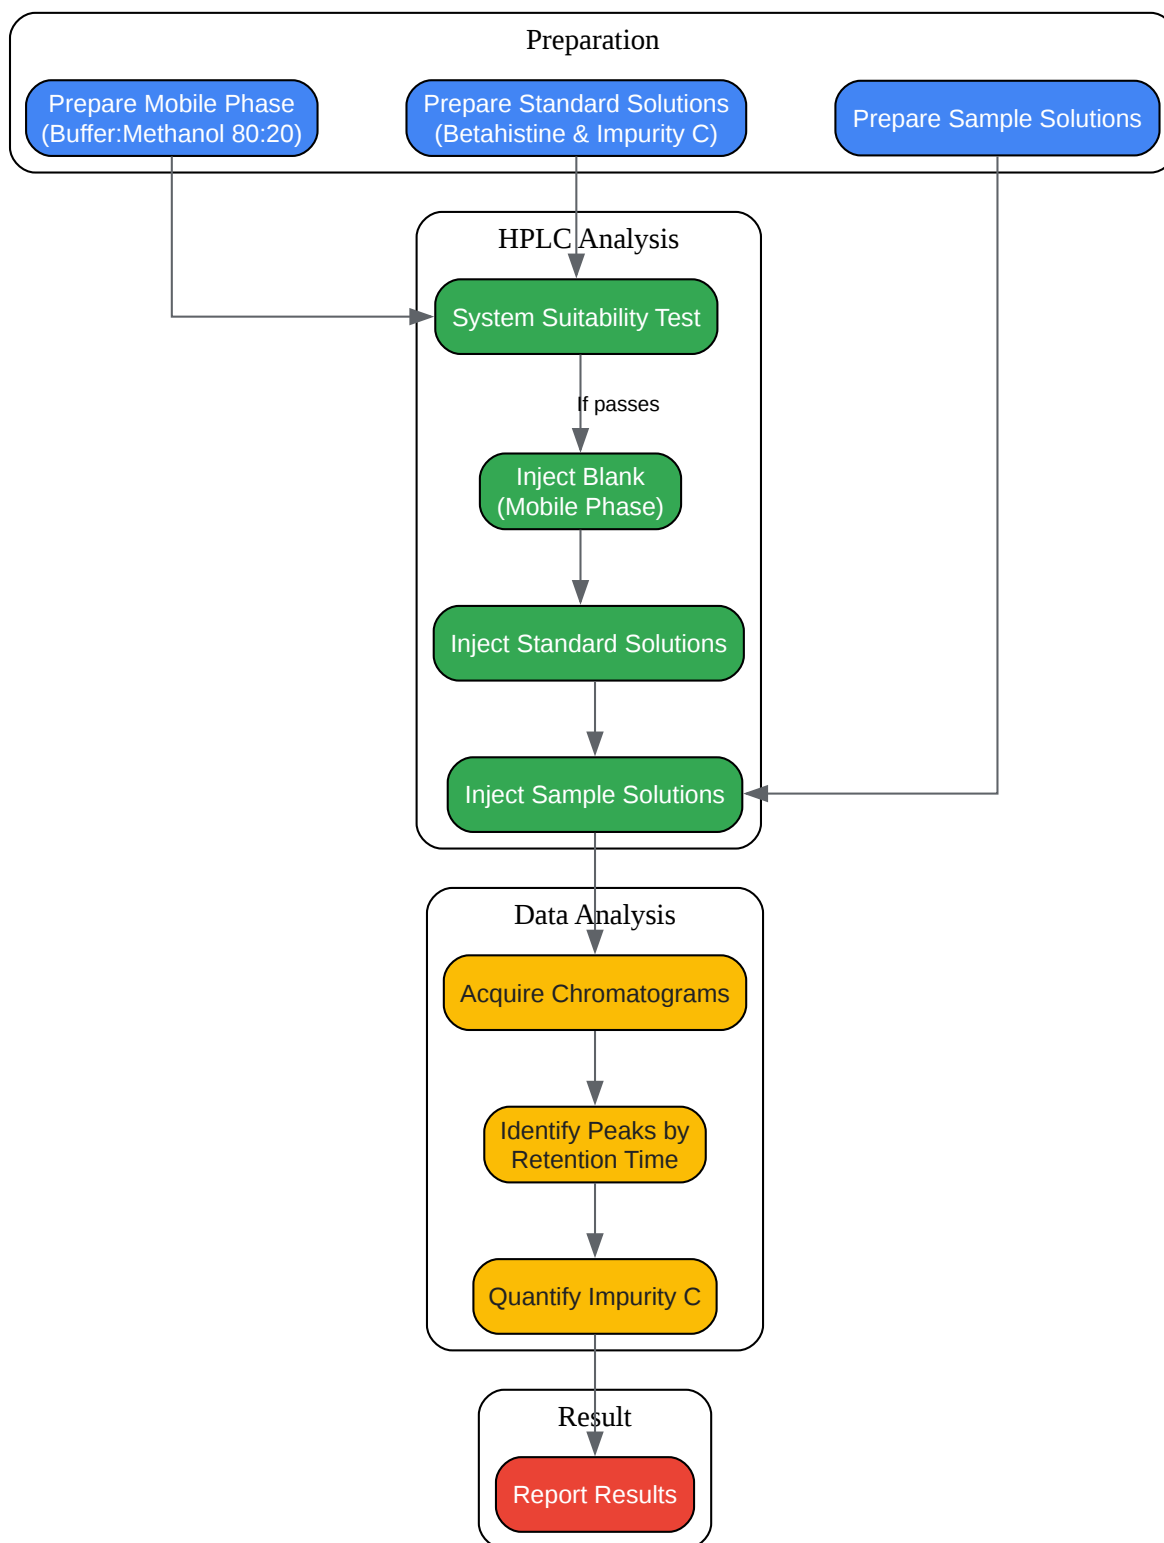 Preparation
Prepare Mobile Phase
(Buffer:Methanol 80:20)
Prepare Standard Solutions
(Betahistine & Impurity C)
Prepare Sample Solutions
HPLC Analysis
System Suitability Test
If passes
Inject Blank
(Mobile Phase)
Inject Standard Solutions
Inject Sample Solutions
Data Analysis
Acquire Chromatograms
Identify Peaks by
Retention Time
Quantify Impurity C
Result
Report Results